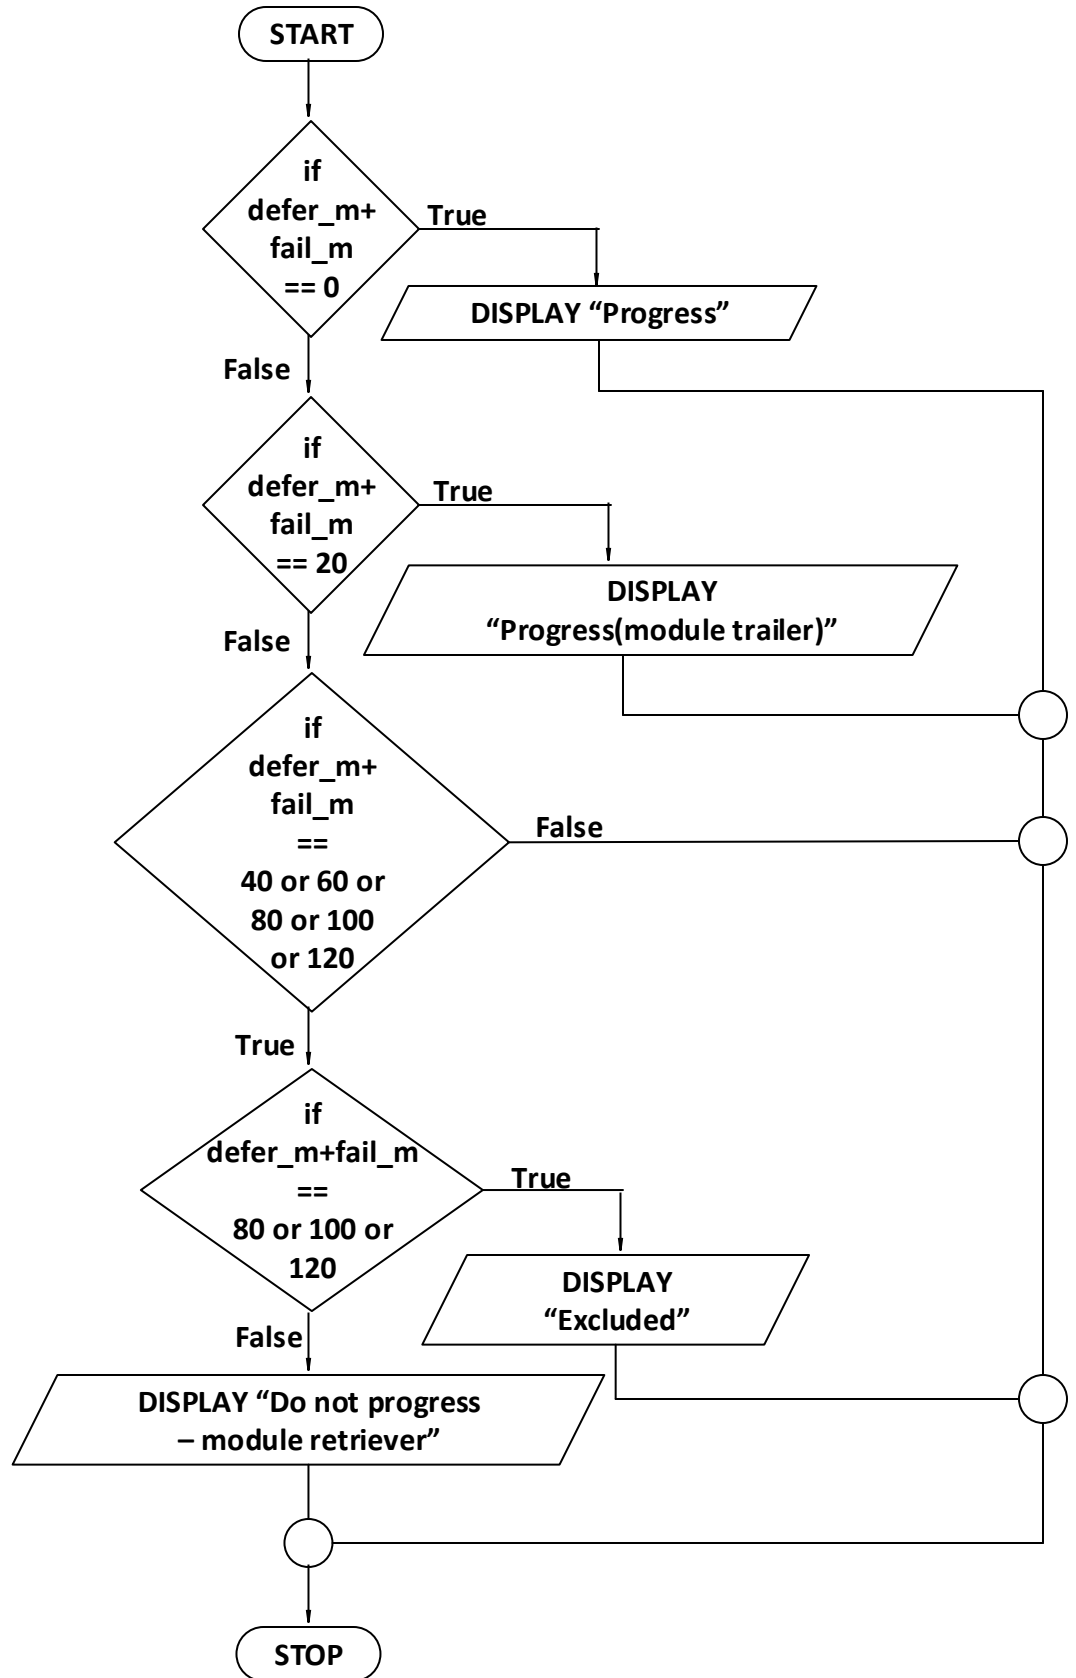 START
if
defer_m+
fail_m
== 0
True
DISPLAY “Progress”
False
if
defer_m+
fail_m
== 20
True
DISPLAY
“Progress(module trailer)”
False
if
defer_m+
fail_m
==
40 or 60 or
80 or 100
or 120
False
True
if
defer_m+fail_m
==
80 or 100 or
120
True
DISPLAY
“Excluded”
False
DISPLAY “Do not progress
– module retriever”
STOP